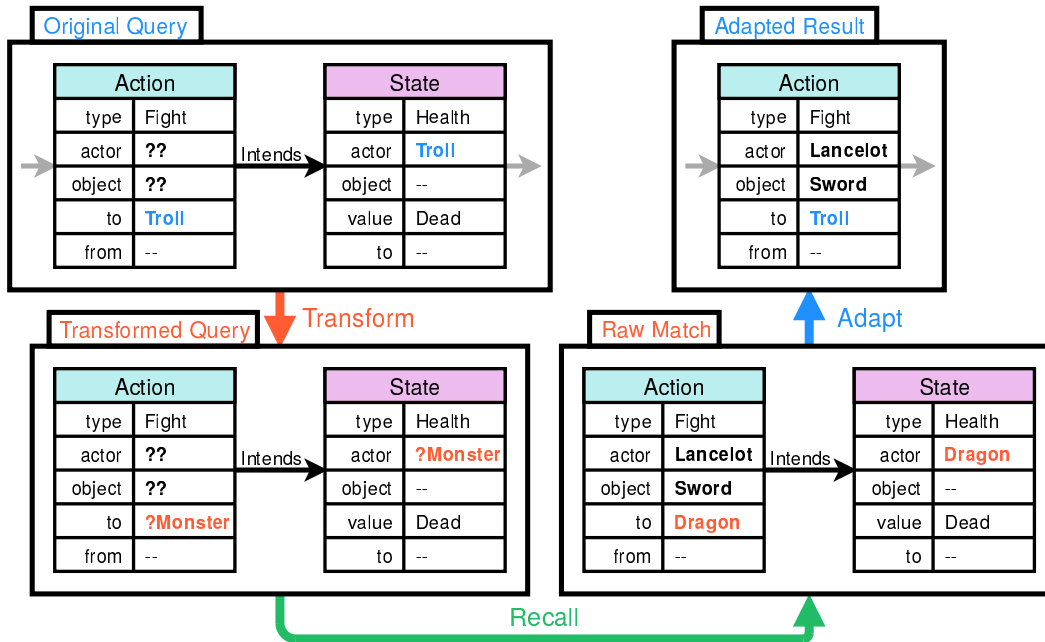 Original Query
Action
type Fight
actor ??
object ??
to Troll
from --
Intends
State
type Health
actor Troll
object --
value Dead
to --
Adapted Result
Action
type Fight
actor Lancelot
object Sword
to Troll
from --
Transform
Adapt
Transformed Query
Action
type Fight
actor ??
object ??
to ?Monster
from --
Intends
State
type Health
actor ?Monster
object --
value Dead
to --
Raw Match
Action
type Fight
actor Lancelot
object Sword
to Dragon
from --
Intends
State
type Health
actor Dragon
object --
value Dead
to --
Recall